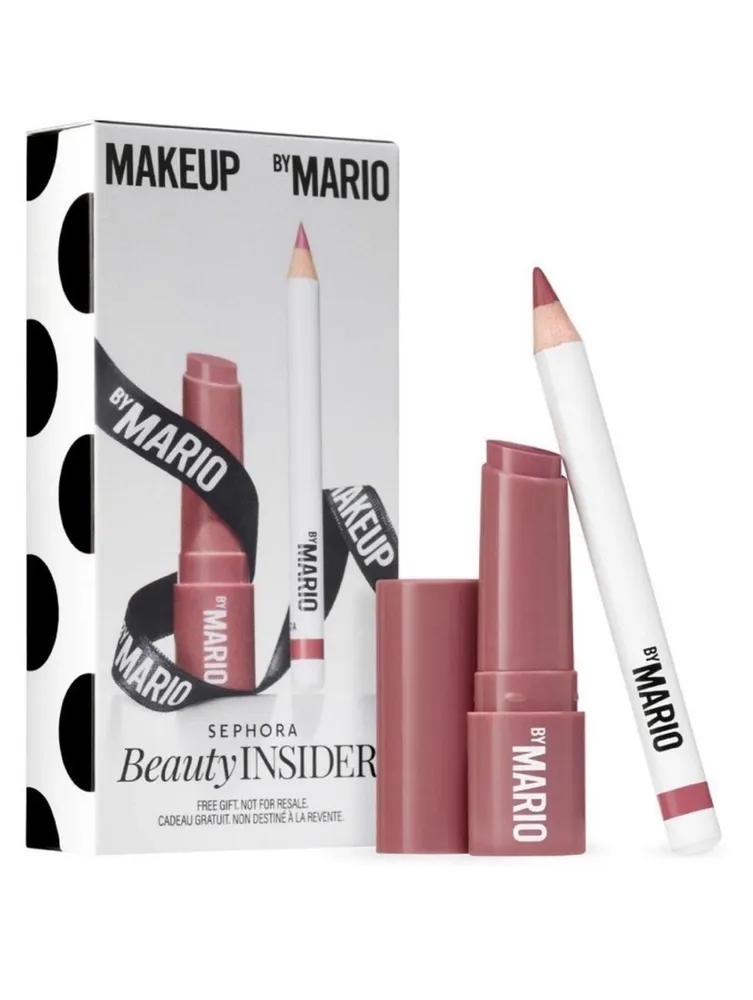 MAKEUP BY MARIO
BY MARIO
MAKEUP
BY MARIO
BY MARIO
BY MARIO
SEPHORA
Beauty INSIDER
FREE GIFT. NOT FOR RESALE.
CADEAU GRATUIT. NON DESTINÉ À LA REVENTE.
BY MARIO
BY MARIO